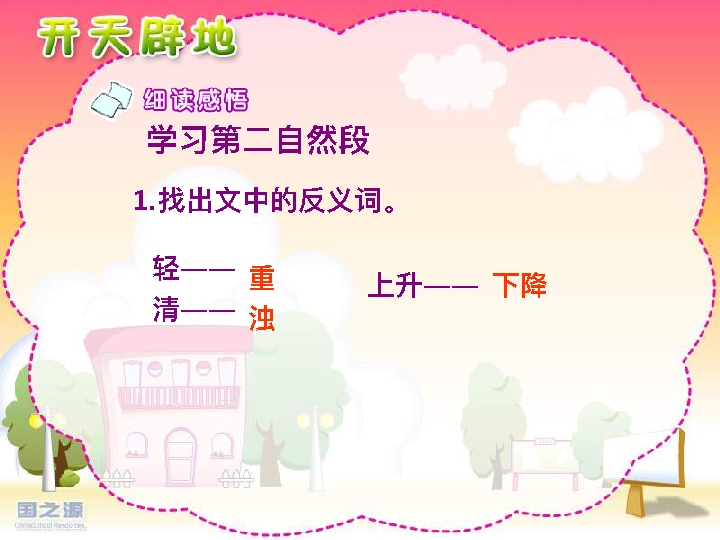 开天辟地
细读感悟
学习第二自然段
1.找出文中的反义词。
轻—— 重
清—— 浊
上升—— 下降
国之源